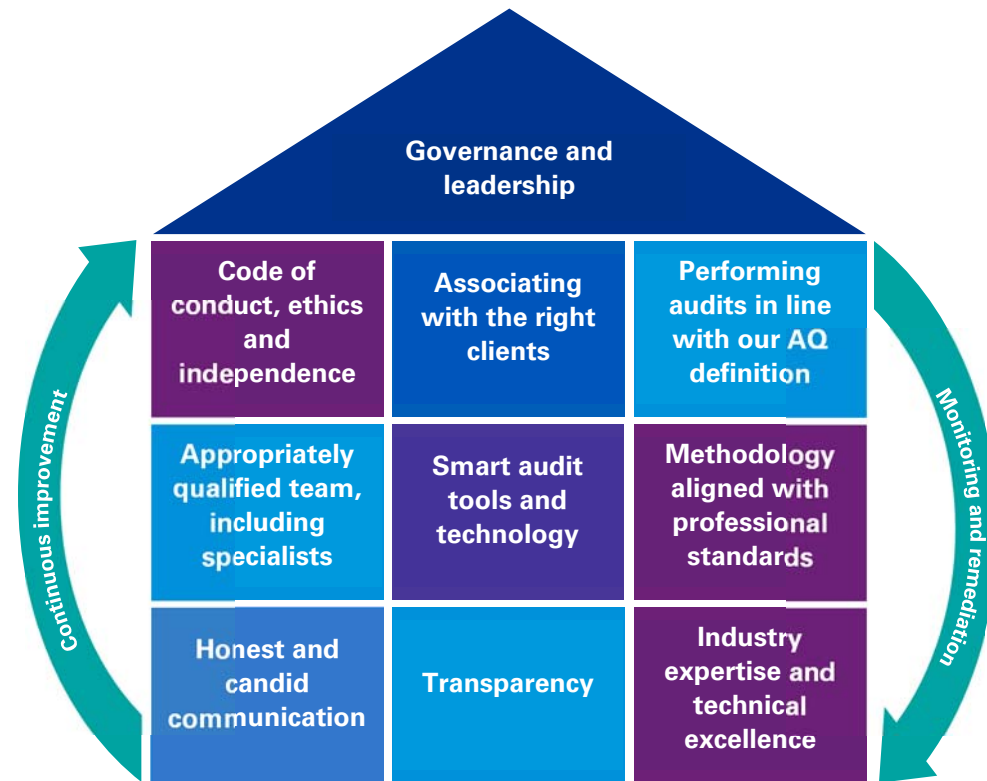 Governance and
leadership
Code of
conduct, ethics
and
independence
Associating
with the right
clients
Performing
audits in line
with our AQ
definition
Appropriately
qualified team,
including
specialists
Smart audit
tools and
technology
Methodology
aligned with
professional
standards
Honest and
candid
communication
Transparency
Industry
expertise and
technical
excellence
Continuous improvement
Monitoring and remediation